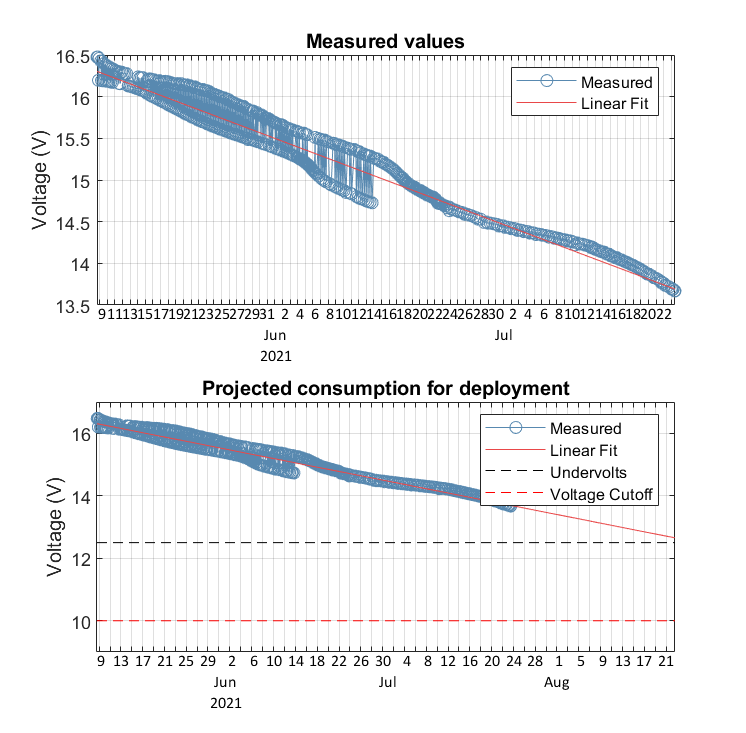 Measured values
16.5
16
15.5
15
14.5
14
13.5
Voltage (V)
Measured
Linear Fit
9 11 13 15 17 19 21 23 25 27 29 31 2 4 6 8 10 12 14 16 18 20 22 24 26 28 30 2 4 6 8 10 12 14 16 18 20 22
Jun Jul
2021
Projected consumption for deployment
16
14
12
10
Voltage (V)
Measured
Linear Fit
Undervolts
Voltage Cutoff
9 13 17 21 25 29 2 6 10 14 18 22 26 30 4 8 12 16 20 24 28 1 5 9 13 17 21
Jun Jul Aug
2021